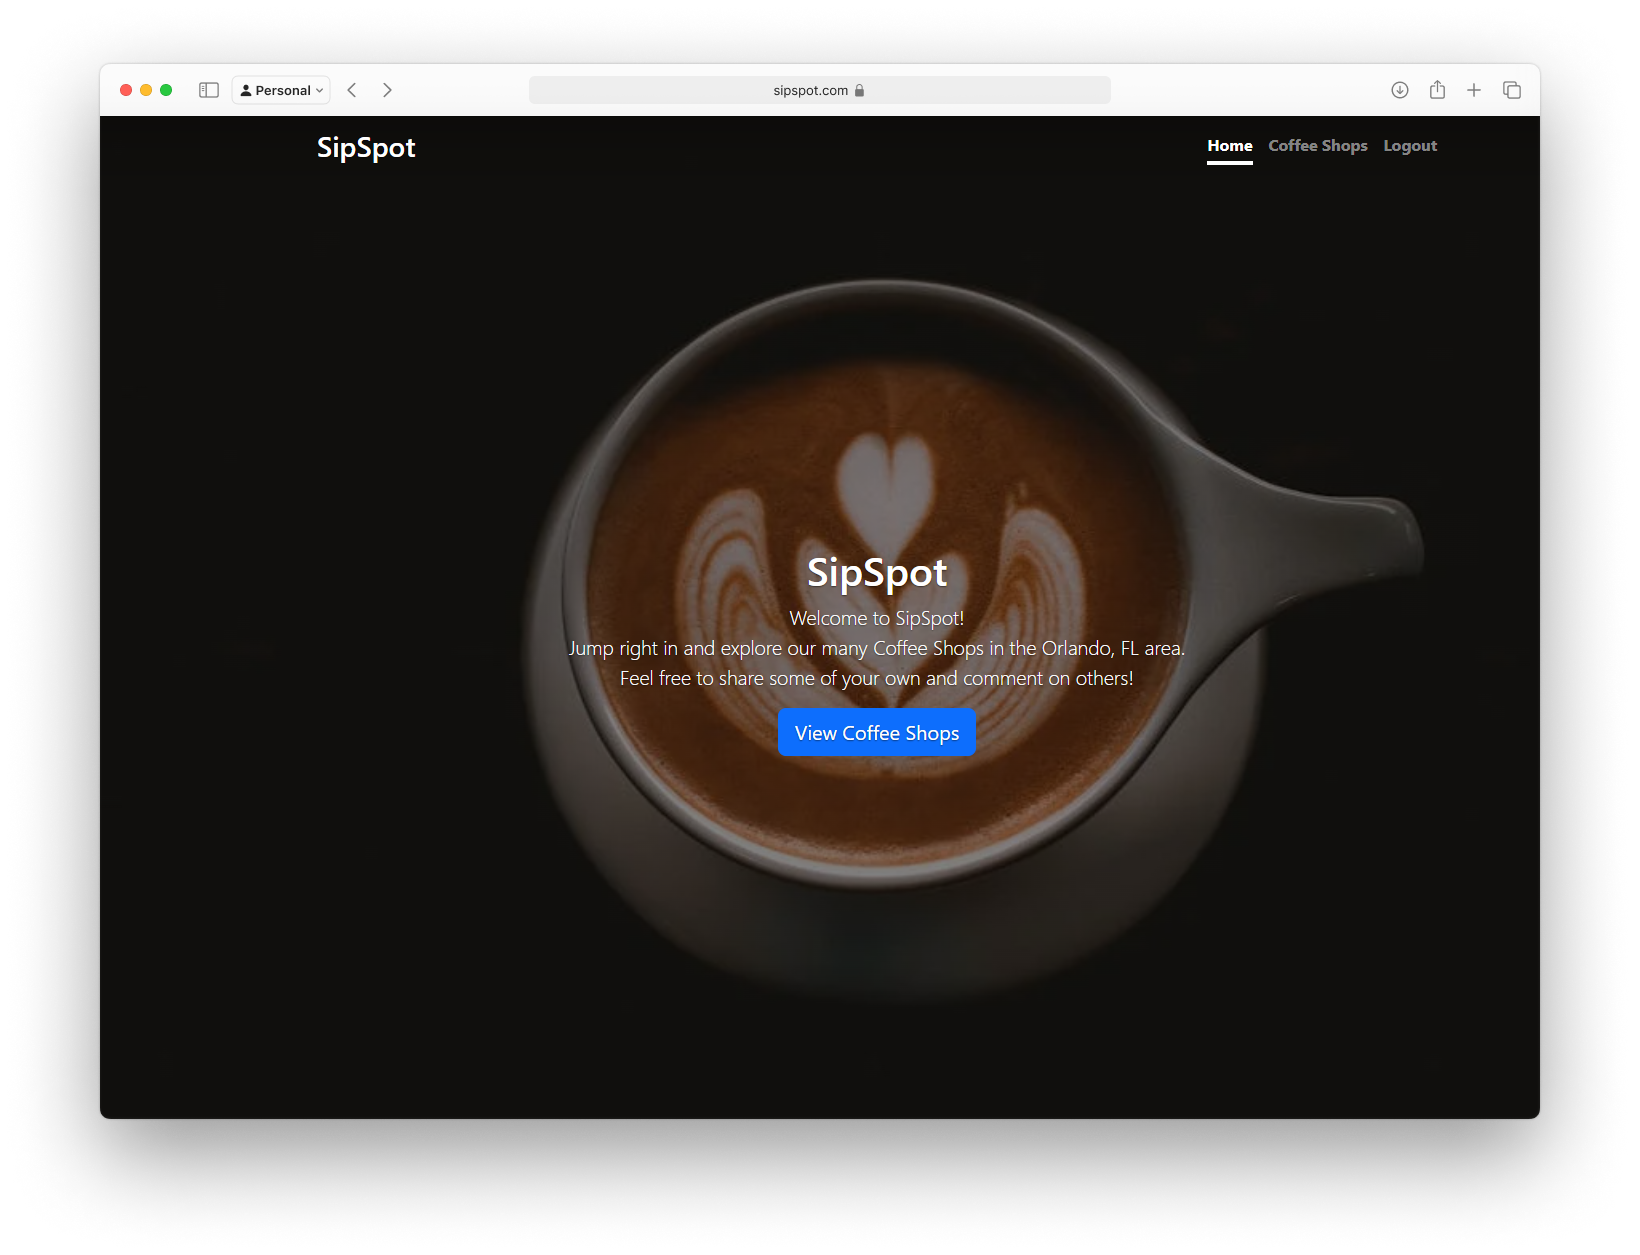 Personal
sipspot.com
SipSpot
Home Coffee Shops Logout
SipSpot
Welcome to SipSpot!
Jump right in and explore our many Coffee Shops in the Orlando, FL area.
Feel free to share some of your own and comment on others!
View Coffee Shops